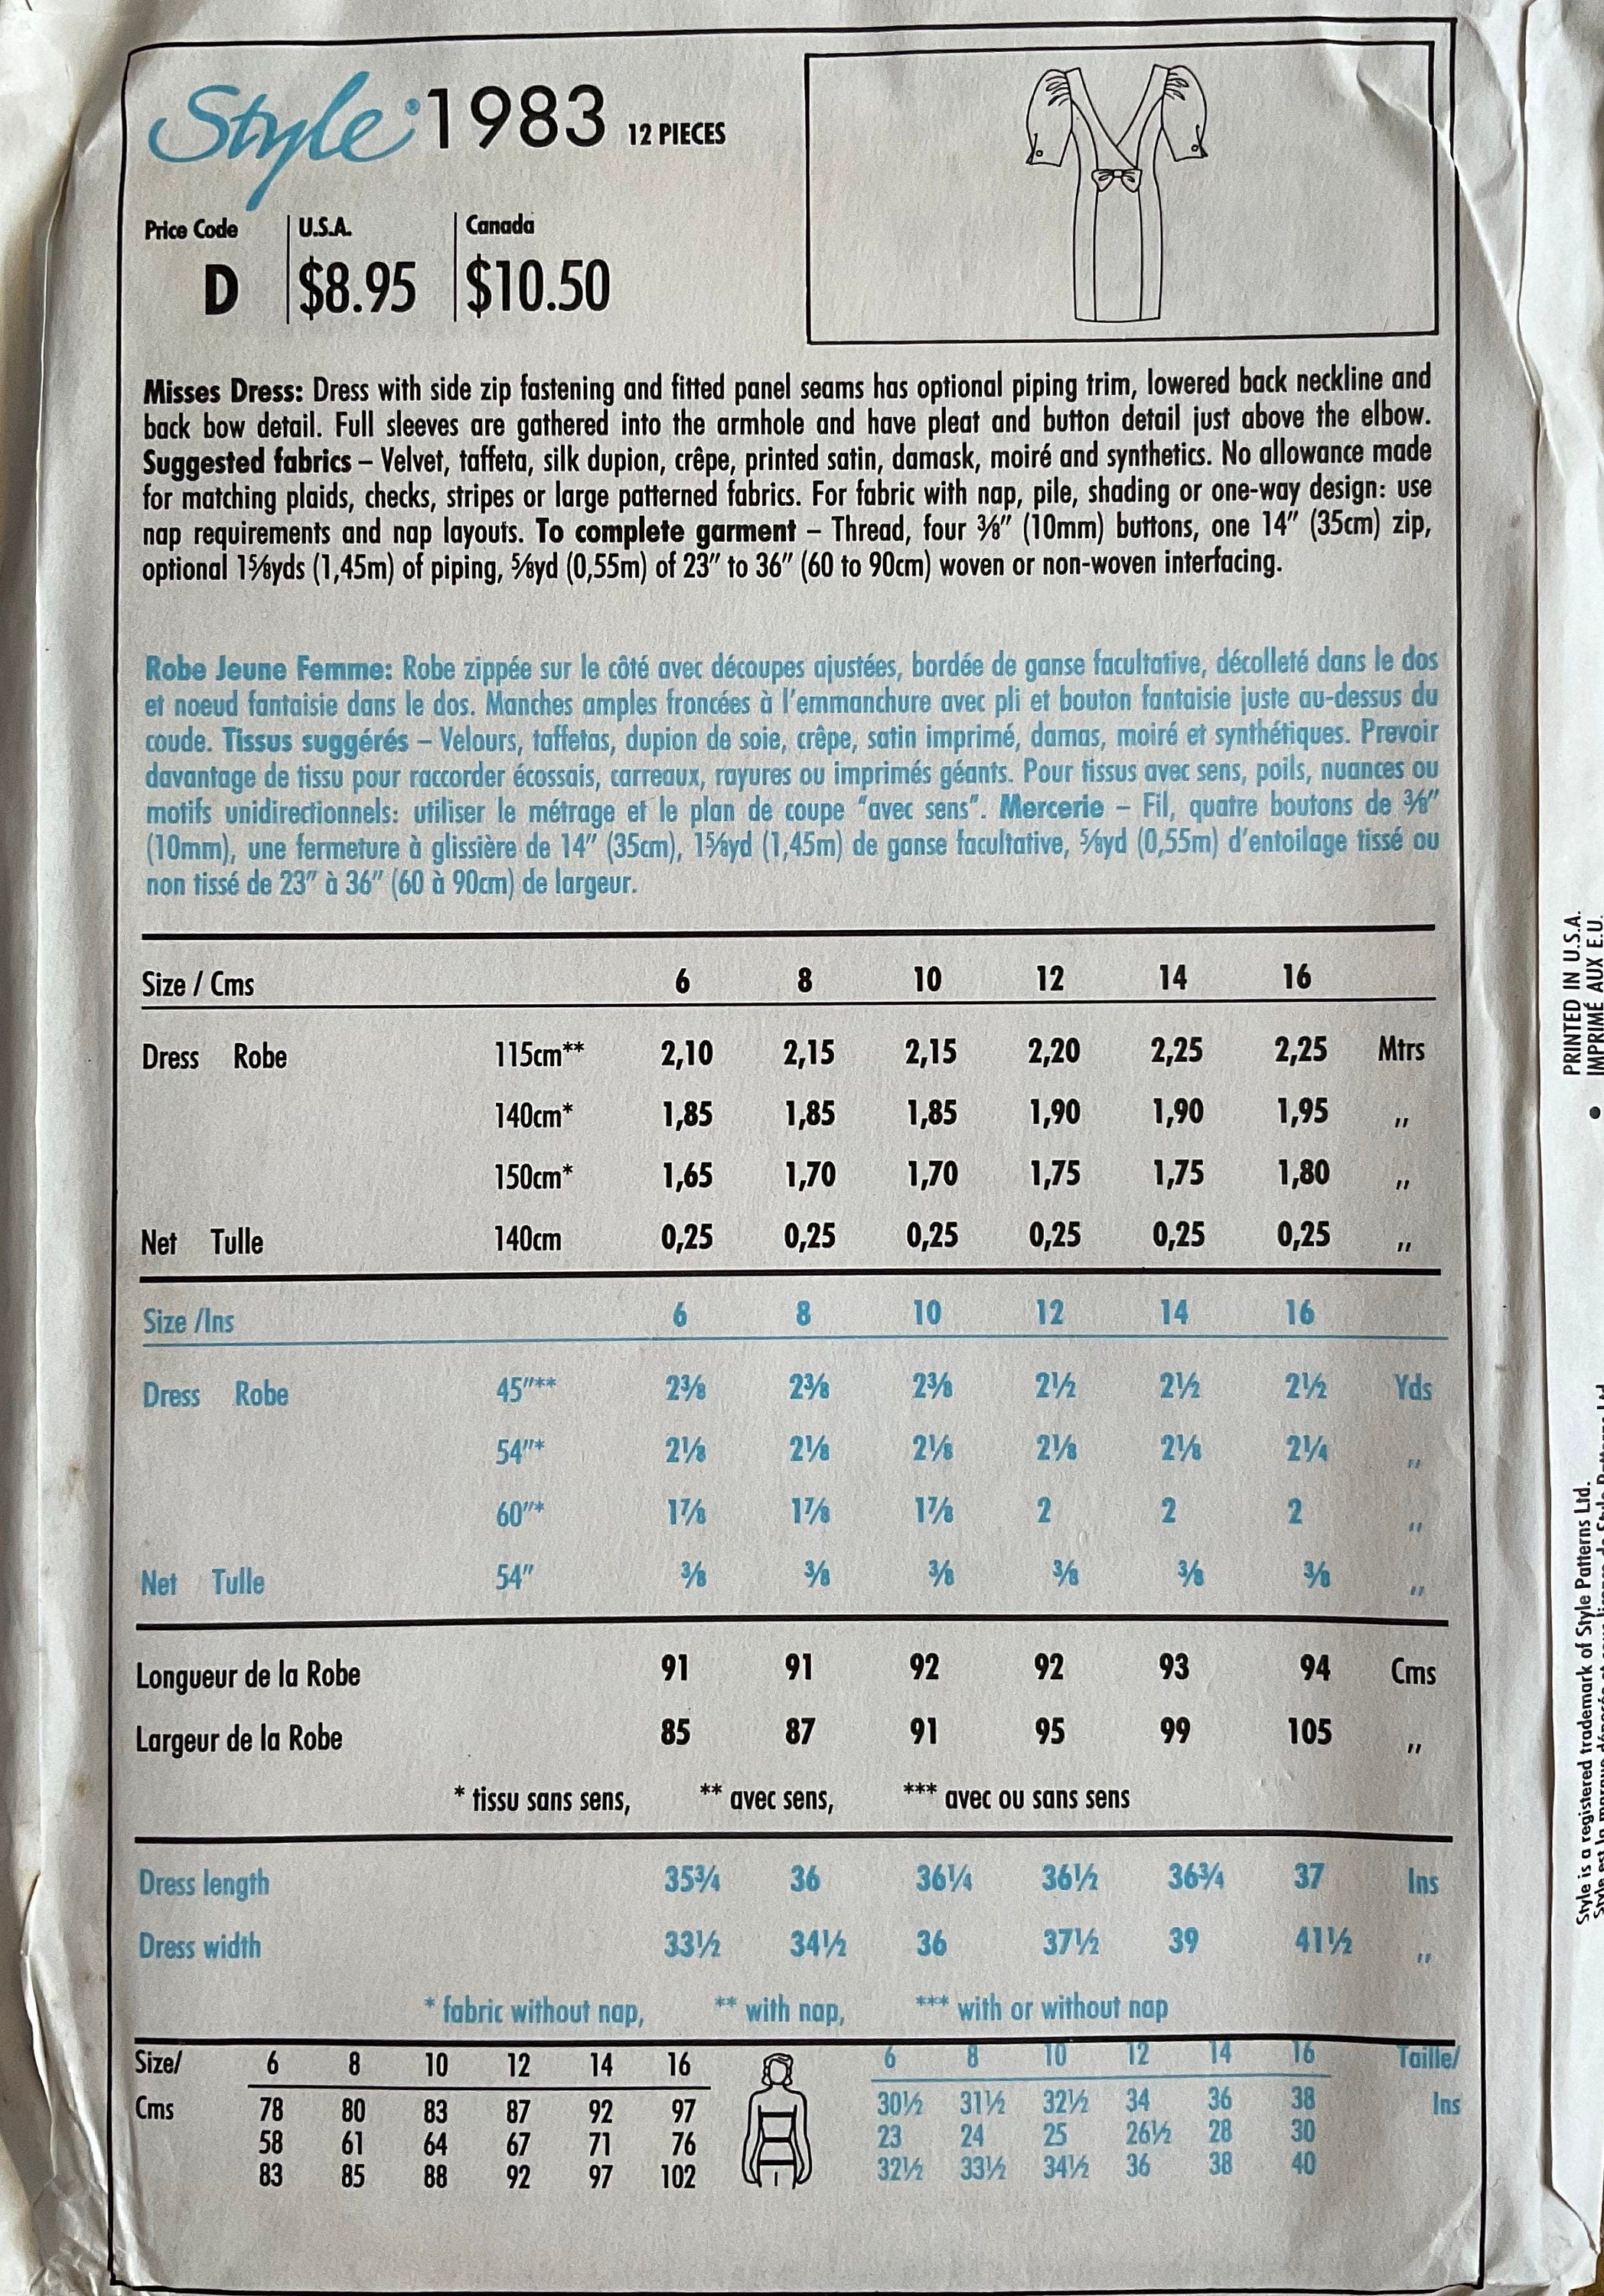 Style® 1983 12 PIECES
Price Code U.S.A. Canada
D $8.95 $10.50
Misses Dress: Dress with side zip fastening and fitted panel seams has optional piping trim, lowered back neckline and
back bow detail. Full sleeves are gathered into the armhole and have pleat and button detail just above the elbow.
Suggested fabrics – Velvet, taffeta, silk dupion, crêpe, printed satin, damask, moiré and synthetics. No allowance made
for matching plaids, checks, stripes or large patterned fabrics. For fabric with nap, pile, shading or one-way design: use
nap requirements and nap layouts. To complete garment – Thread, four ⅜″ (10mm) buttons, one 14″ (35cm) zip,
optional 1⅝yds (1,45m) of piping, ⅝yd (0,55m) of 23″ to 36″ (60 to 90cm) woven or non-woven interfacing.
Robe Jeune Femme: Robe zippée sur le côté avec découpes ajustées, bordée de ganse facultative, décolleté dans le dos
et noeud fantaisie dans le dos. Manches amples froncées à l'emmanchure avec pli et bouton fantaisie juste au-dessus du
coude. Tissus suggérés – Velours, taffetas, dupion de soie, crêpe, satin imprimé, damas, moiré et synthétiques. Prevoir
davantage de tissu pour raccorder écossais, carreaux, rayures ou imprimés géants. Pour tissus avec sens, poils, nuances ou
motifs unidirectionnels: utiliser le métrage et le plan de coupe "avec sens". Mercerie – Fil, quatre boutons de ⅜″
(10mm), une fermeture à glissière de 14″ (35cm), 1⅝yd (1,45m) de ganse facultative, ⅝yd (0,55m) d'entoilage tissé ou
non tissé de 23″ à 36″ (60 à 90cm) de largeur.
Size / Cms 6 8 10 12 14 16
Dress Robe 115cm** 2,10 2,15 2,15 2,20 2,25 2,25 Mtrs
140cm* 1,85 1,85 1,85 1,90 1,90 1,95 ,,
150cm* 1,65 1,70 1,70 1,75 1,75 1,80 ,,
Net Tulle 140cm 0,25 0,25 0,25 0,25 0,25 0,25 ,,
Size /Ins 6 8 10 12 14 16
Dress Robe 45″** 2⅜ 2⅜ 2⅜ 2½ 2½ 2½ Yds
54″* 2⅛ 2⅛ 2⅛ 2⅛ 2⅛ 2¼ ,,
60″* 1⅞ 1⅞ 1⅞ 2 2 2 ,,
Net Tulle 54″ ⅜ ⅜ ⅜ ⅜ ⅜ ⅜ ,,
Longueur de la Robe 91 91 92 92 93 94 Cms
Largeur de la Robe 85 87 91 95 99 105 ,,
* tissu sans sens, ** avec sens, *** avec ou sans sens
Dress length 35¾ 36 36¼ 36½ 36¾ 37 Ins
Dress width 33½ 34½ 36 37½ 39 41½ ,,
* fabric without nap, ** with nap, *** with or without nap
Size/ 6 8 10 12 14 16 6 8 10 12 14 16 Taille/
Cms 78 80 83 87 92 97 30½ 31½ 32½ 34 36 38 Ins
58 61 64 67 71 76 23 24 25 26½ 28 30
83 85 88 92 97 102 32½ 33½ 34½ 36 38 40
PRINTED IN U.S.A.
IMPRIMÉ AUX E.U.
Style is a registered trademark of Style Patterns Ltd.